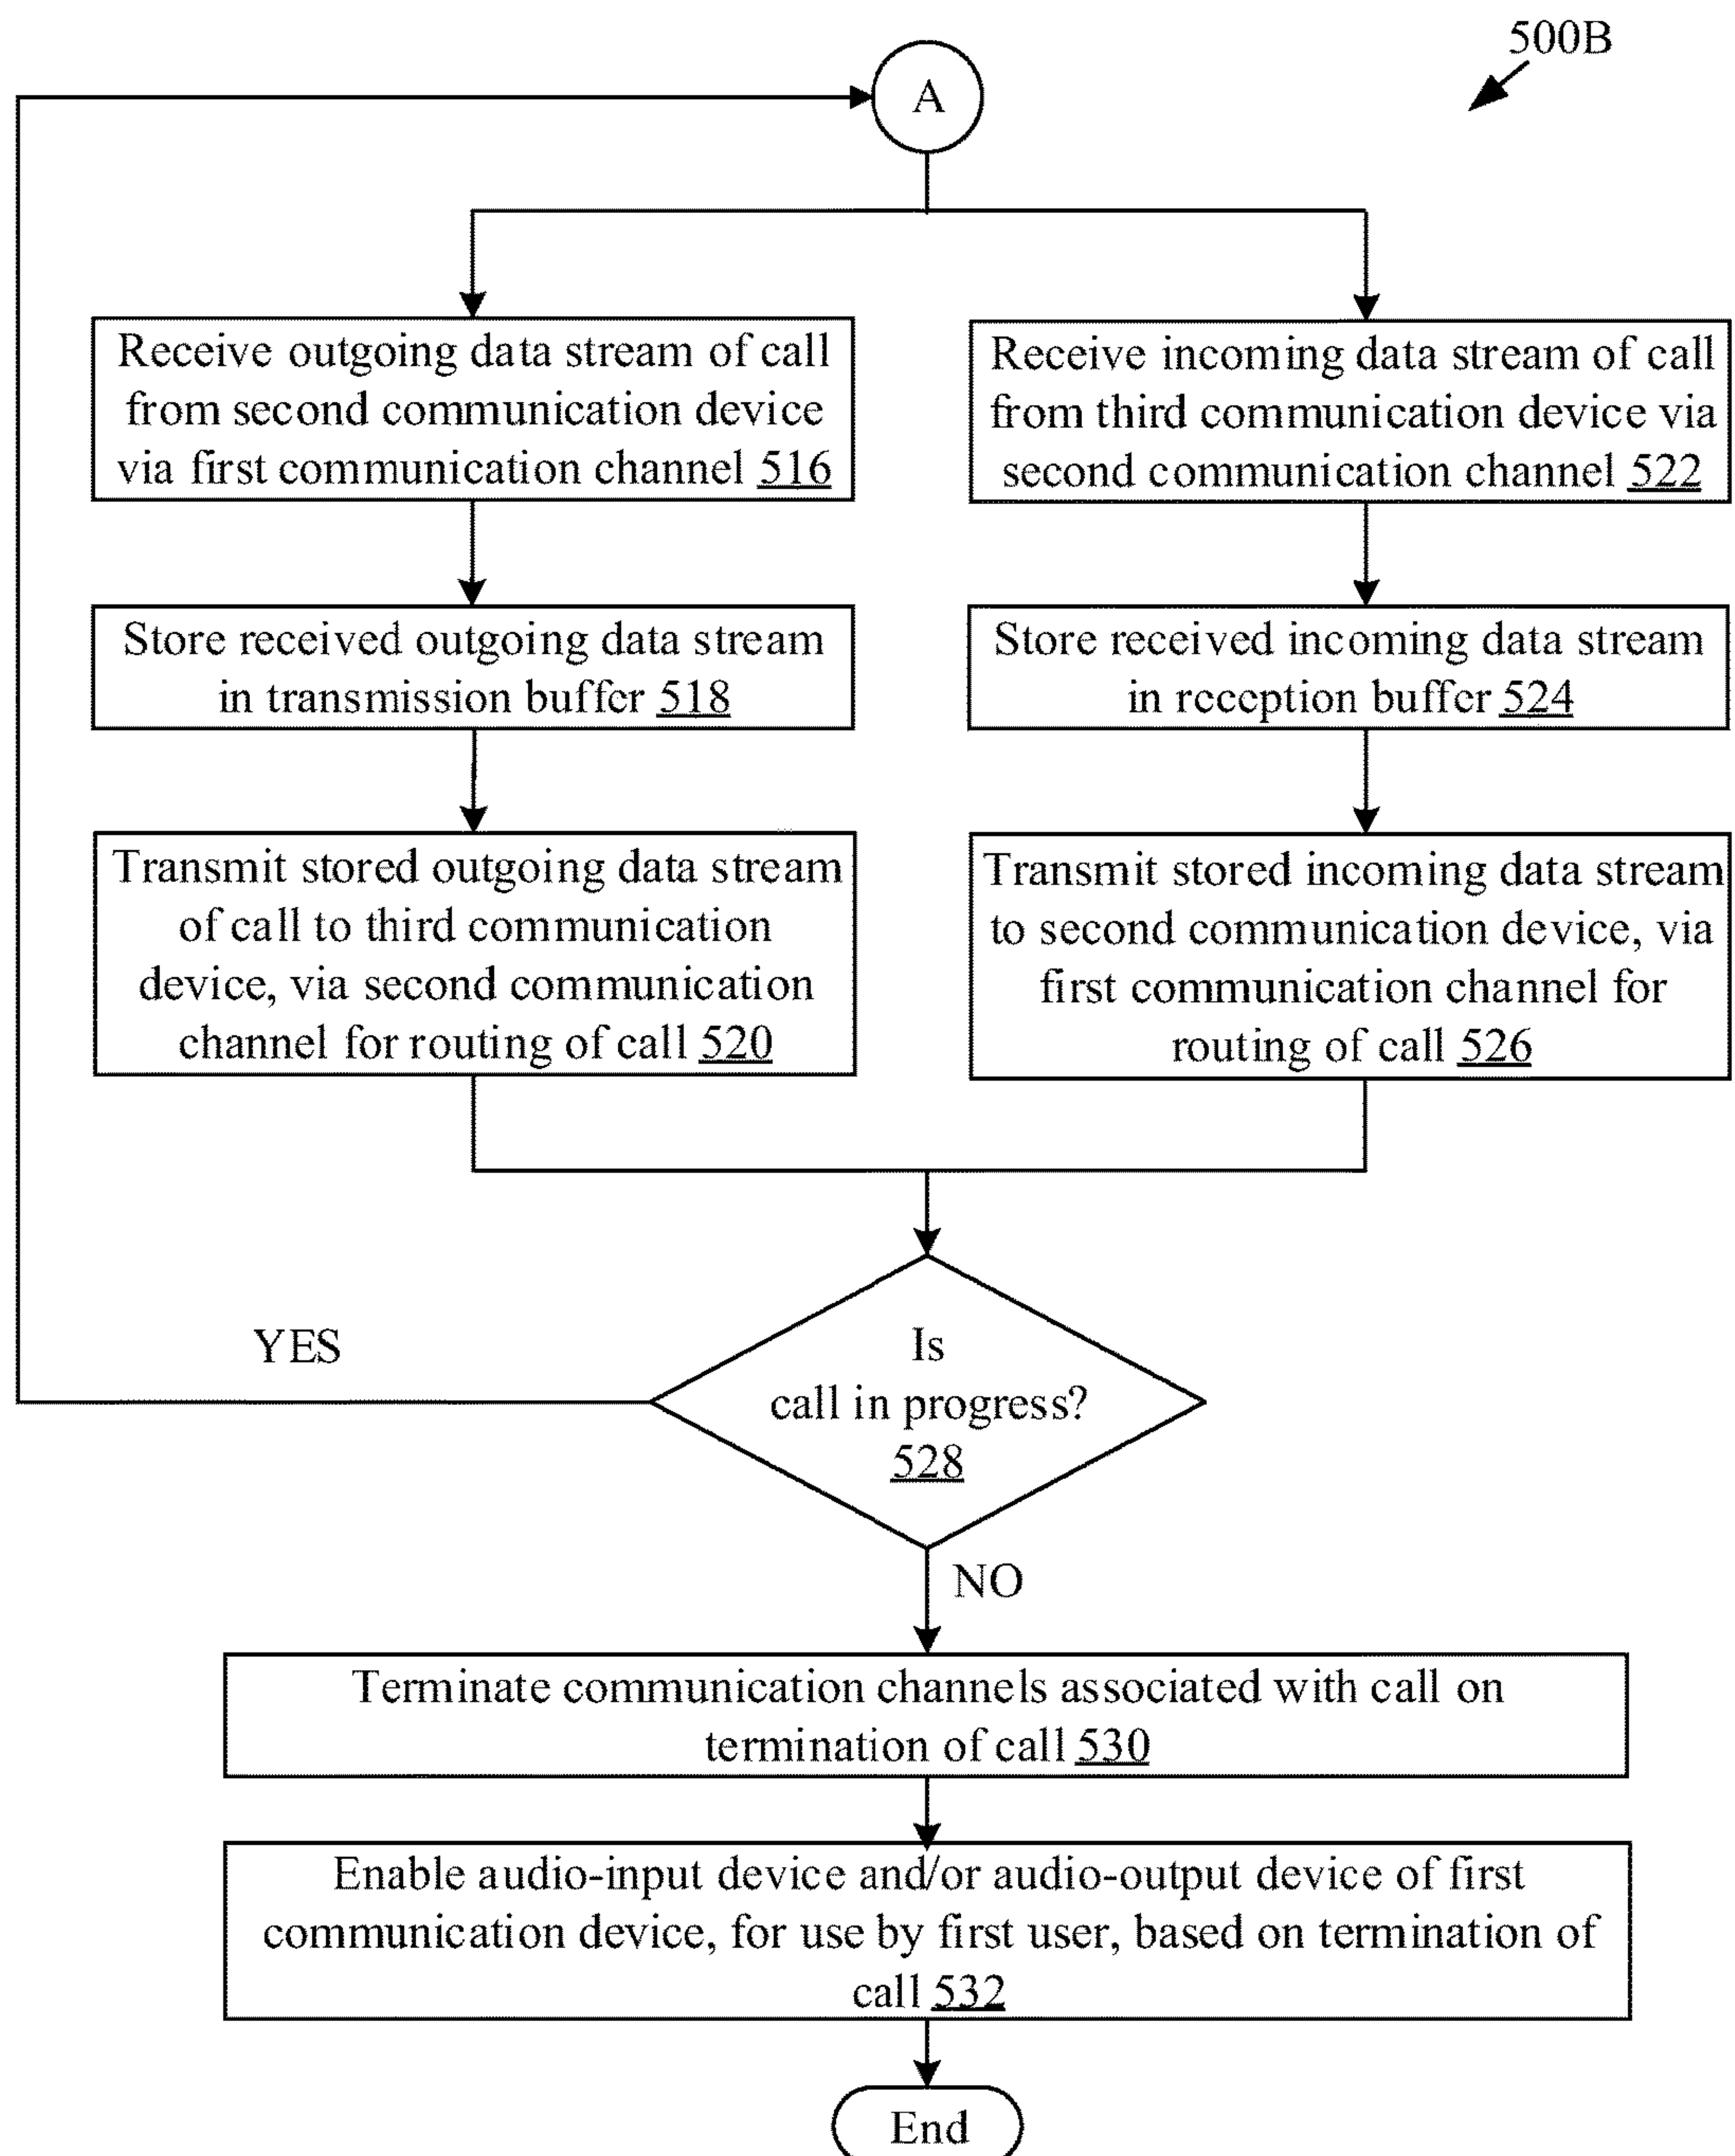 500B
A
Receive outgoing data stream of call
from second communication device
via first communication channel 516
Receive incoming data stream of call
from third communication device via
second communication channel 522
Store received outgoing data stream
in transmission buffer 518
Store received incoming data stream
in reception buffer 524
Transmit stored outgoing data stream
of call to third communication
device, via second communication
channel for routing of call 520
Transmit stored incoming data stream
to second communication device, via
first communication channel for
routing of call 526
YES
Is
call in progress?
528
NO
Terminate communication channels associated with call on
termination of call 530
Enable audio-input device and/or audio-output device of first
communication device, for use by first user, based on termination of
call 532
End